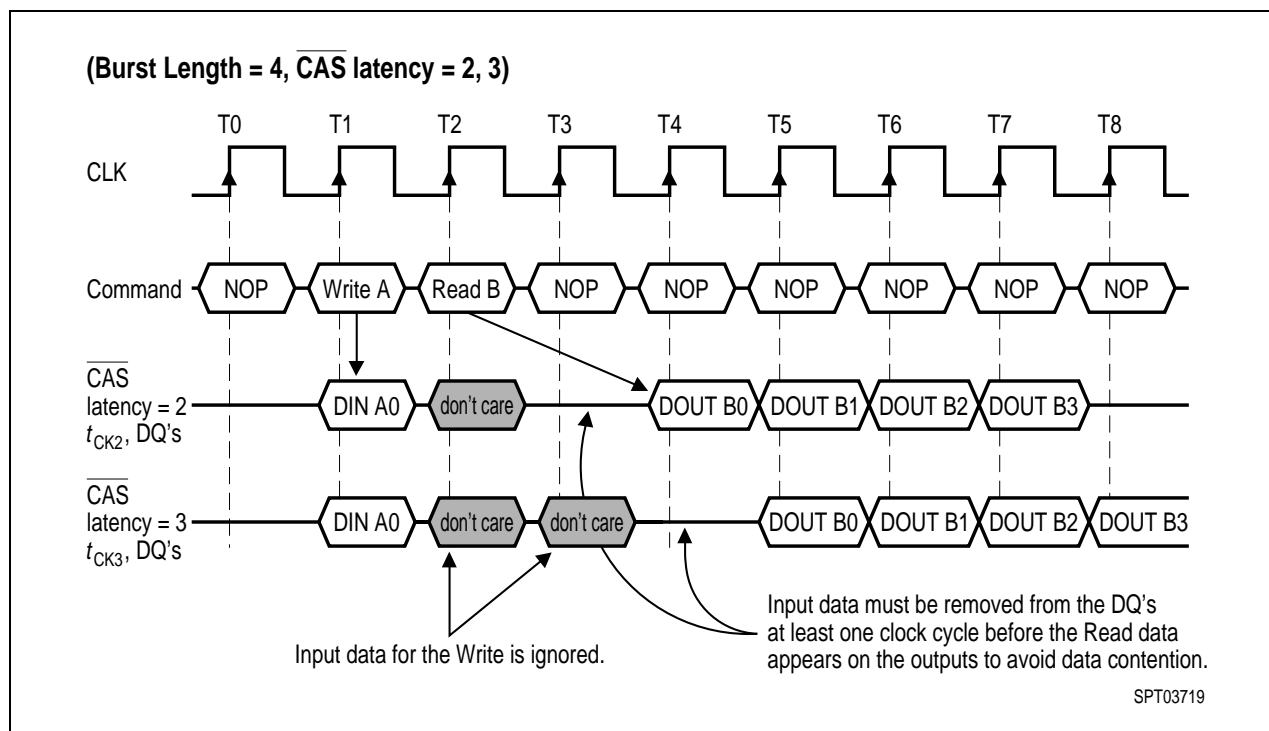 (Burst Length = 4, CAS latency = 2, 3)
T0 T1 T2 T3 T4 T5 T6 T7 T8
CLK
Command NOP Write A Read B NOP NOP NOP NOP NOP NOP
CAS
latency = 2
tCK2, DQ's
DIN A0 don't care DOUT B0 DOUT B1 DOUT B2 DOUT B3
CAS
latency = 3
tCK3, DQ's
DIN A0 don't care don't care DOUT B0 DOUT B1 DOUT B2 DOUT B3
Input data for the Write is ignored.
Input data must be removed from the DQ's
at least one clock cycle before the Read data
appears on the outputs to avoid data contention.
SPT03719